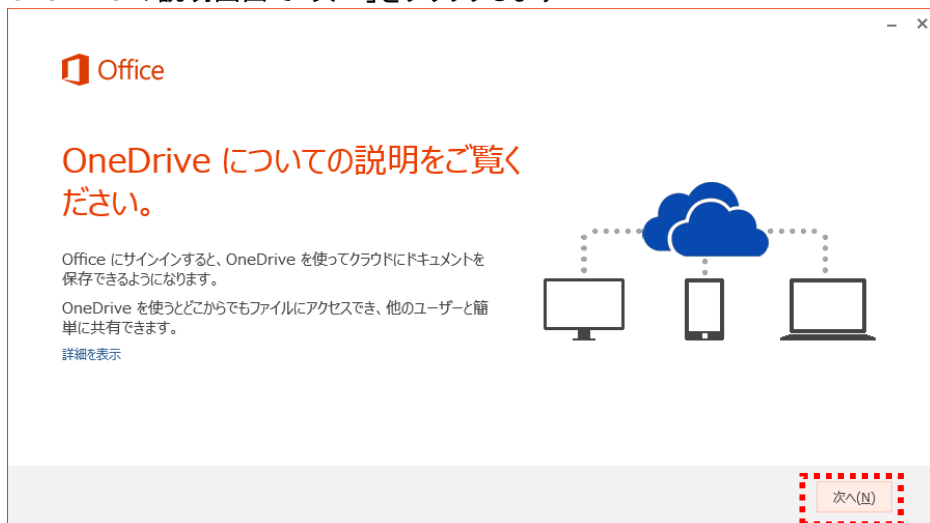 Office
OneDrive についての説明をご覧く
ださい。
Office にサインインすると、OneDrive を使ってクラウドにドキュメントを
保存できるようになります。
OneDrive を使うとどこからでもファイルにアクセスでき、他のユーザーと簡
単に共有できます。
詳細を表示
次へ(N)